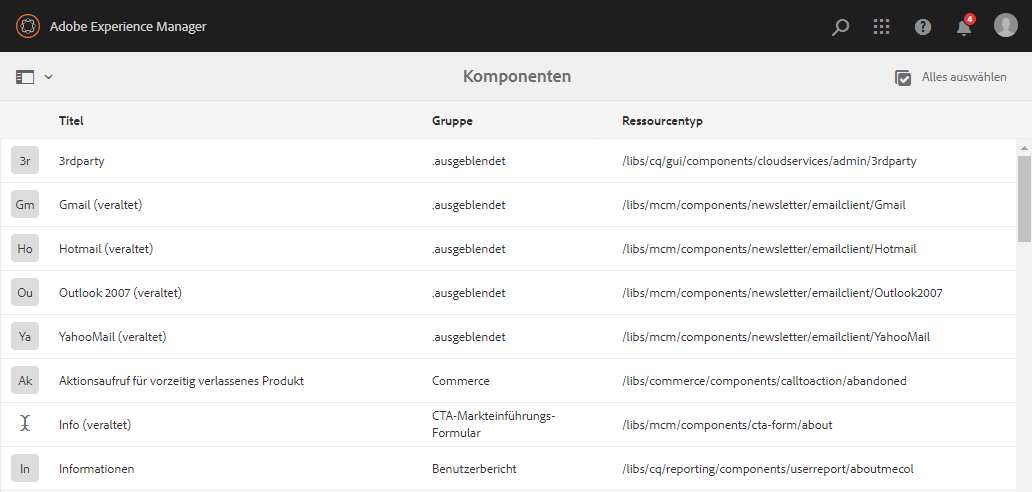 Adobe Experience Manager
4
Komponenten
Alles auswählen
Titel Gruppe Ressourcentyp
3r 3rdparty .ausgeblendet /libs/cq/gui/components/cloudservices/admin/3rdparty
Gm Gmail (veraltet) .ausgeblendet /libs/mcm/components/newsletter/emailclient/Gmail
Ho Hotmail (veraltet) .ausgeblendet /libs/mcm/components/newsletter/emailclient/Hotmail
Ou Outlook 2007 (veraltet) .ausgeblendet /libs/mcm/components/newsletter/emailclient/Outlook2007
Ya YahooMail (veraltet) .ausgeblendet /libs/mcm/components/newsletter/emailclient/YahooMail
Ak Aktionsaufruf für vorzeitig verlassenes Produkt Commerce /libs/commerce/components/calltoaction/abandoned
Info (veraltet) CTA-Markteinführungs-
Formular /libs/mcm/components/cta-form/about
In Informationen Benutzerbericht /libs/cq/reporting/components/userreport/aboutmecol